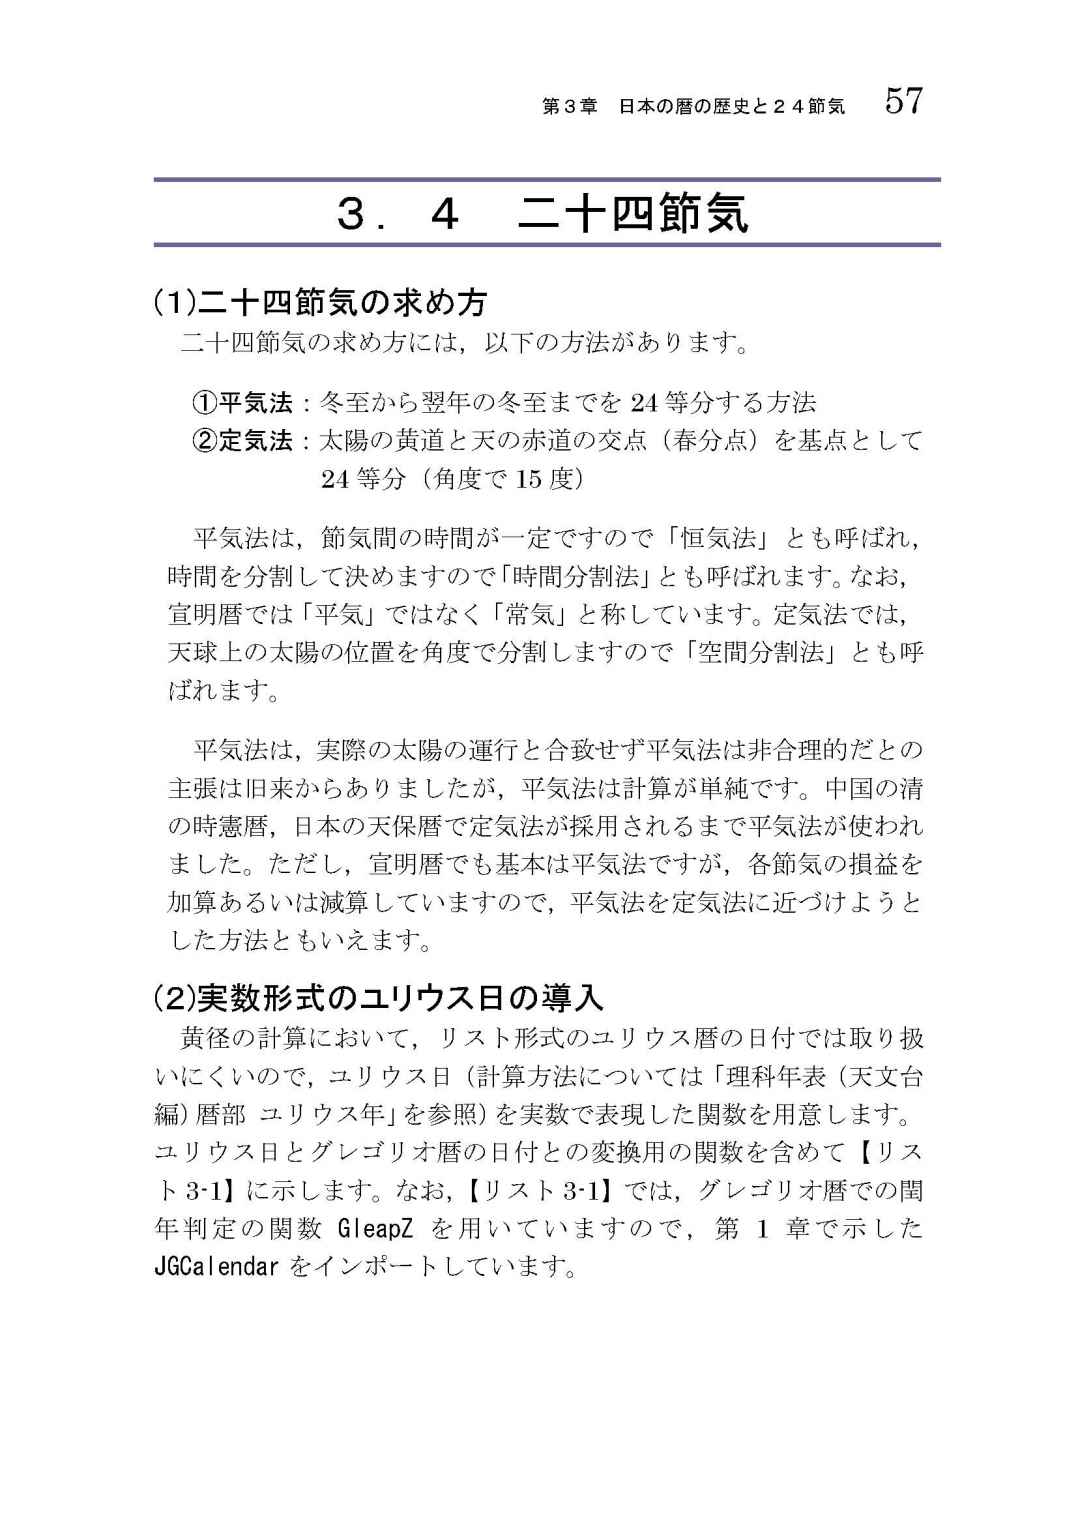 第３章　日本の暦の歴史と２４節気　57
３．４　二十四節気
(1)二十四節気の求め方
二十四節気の求め方には，以下の方法があります。
①平気法：冬至から翌年の冬至までを 24 等分する方法
②定気法：太陽の黄道と天の赤道の交点（春分点）を基点として
24 等分（角度で 15 度）
平気法は，節気間の時間が一定ですので「恒気法」とも呼ばれ，
時間を分割して決めますので「時間分割法」とも呼ばれます。なお，
宣明暦では「平気」ではなく「常気」と称しています。定気法では，
天球上の太陽の位置を角度で分割しますので「空間分割法」とも呼
ばれます。
平気法は，実際の太陽の運行と合致せず平気法は非合理的だとの
主張は旧来からありましたが，平気法は計算が単純です。中国の清
の時憲暦，日本の天保暦で定気法が採用されるまで平気法が使われ
ました。ただし，宣明暦でも基本は平気法ですが，各節気の損益を
加算あるいは減算していますので，平気法を定気法に近づけようと
した方法ともいえます。
(2)実数形式のユリウス日の導入
黄径の計算において，リスト形式のユリウス暦の日付では取り扱
いにくいので，ユリウス日（計算方法については「理科年表（天文台
編）暦部 ユリウス年」を参照）を実数で表現した関数を用意します。
ユリウス日とグレゴリオ暦の日付との変換用の関数を含めて【リス
ト 3-1】に示します。なお，【リスト 3-1】では，グレゴリオ暦での閏
年判定の関数 GleapZ を用いていますので，第 1 章で示した
JGCalendar をインポートしています。